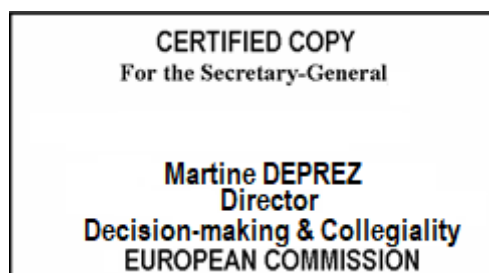 CERTIFIED COPY
For the Secretary-General
Martine DEPREZ
Director
Decision-making & Collegiality
EUROPEAN COMMISSION